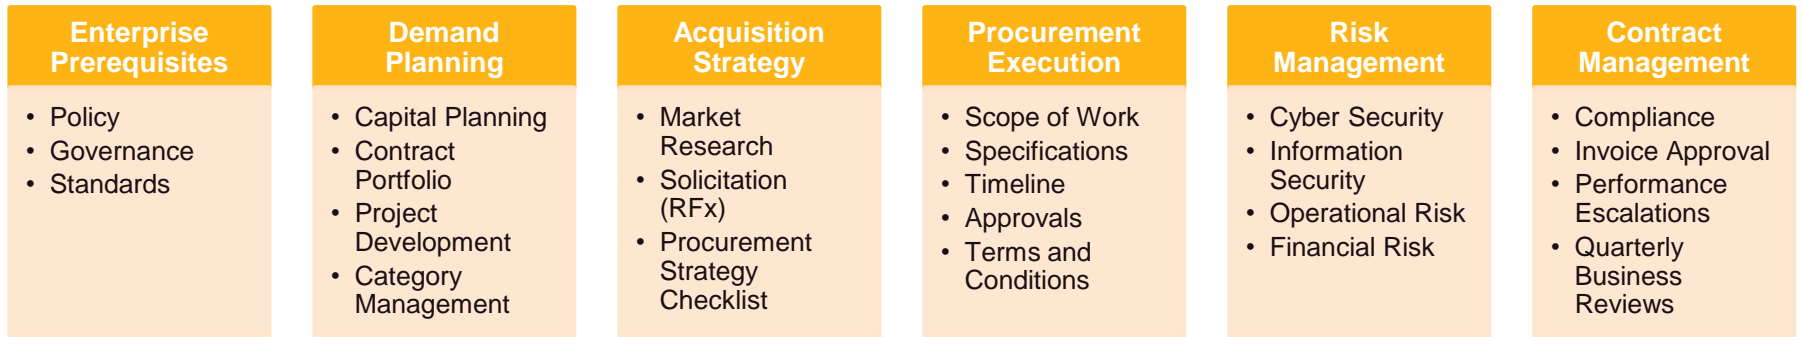 Enterprise
Prerequisites
• Policy
• Governance
• Standards
Demand
Planning
• Capital Planning
• Contract
Portfolio
• Project
Development
• Category
Management
Acquisition
Strategy
• Market
Research
• Solicitation
(RFx)
• Procurement
Strategy
Checklist
Procurement
Execution
• Scope of Work
• Specifications
• Timeline
• Approvals
• Terms and
Conditions
Risk
Management
• Cyber Security
• Information
Security
• Operational Risk
• Financial Risk
Contract
Management
• Compliance
• Invoice Approval
• Performance
Escalations
• Quarterly
Business
Reviews